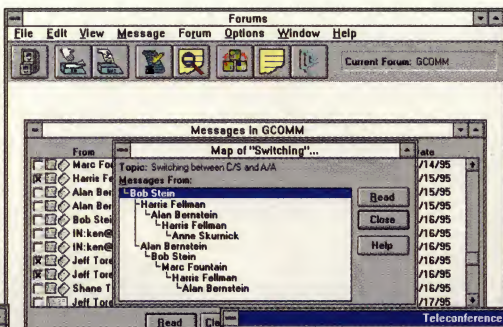 Forums
File Edit View Message Forum Options Window Help
Current Forum: GCOMM
Messages in GCOMM
From
Map of "Switching"...
Topic: Switching between C/S and A/A
Messages From:
Bob Stein
Harris Fellman
Alan Bernstein
Harris Fellman
Anne Skurnick
Alan Bernstein
Bob Stein
Marc Fountain
Harris Fellman
Alan Bernstein
Read
Close
Help
Marc Fou
Harris Fe
Alan Ber
Alan Ber
Bob Stei
IN:ken@
IN:ken@
Jeff Tore
Jeff Tore
Shane T
Jeff Tore
ate
/14/95
/15/95
/15/95
/15/95
/16/95
/16/95
/16/95
/16/95
/16/95
/16/95
/17/95
Read Clo
Teleconference